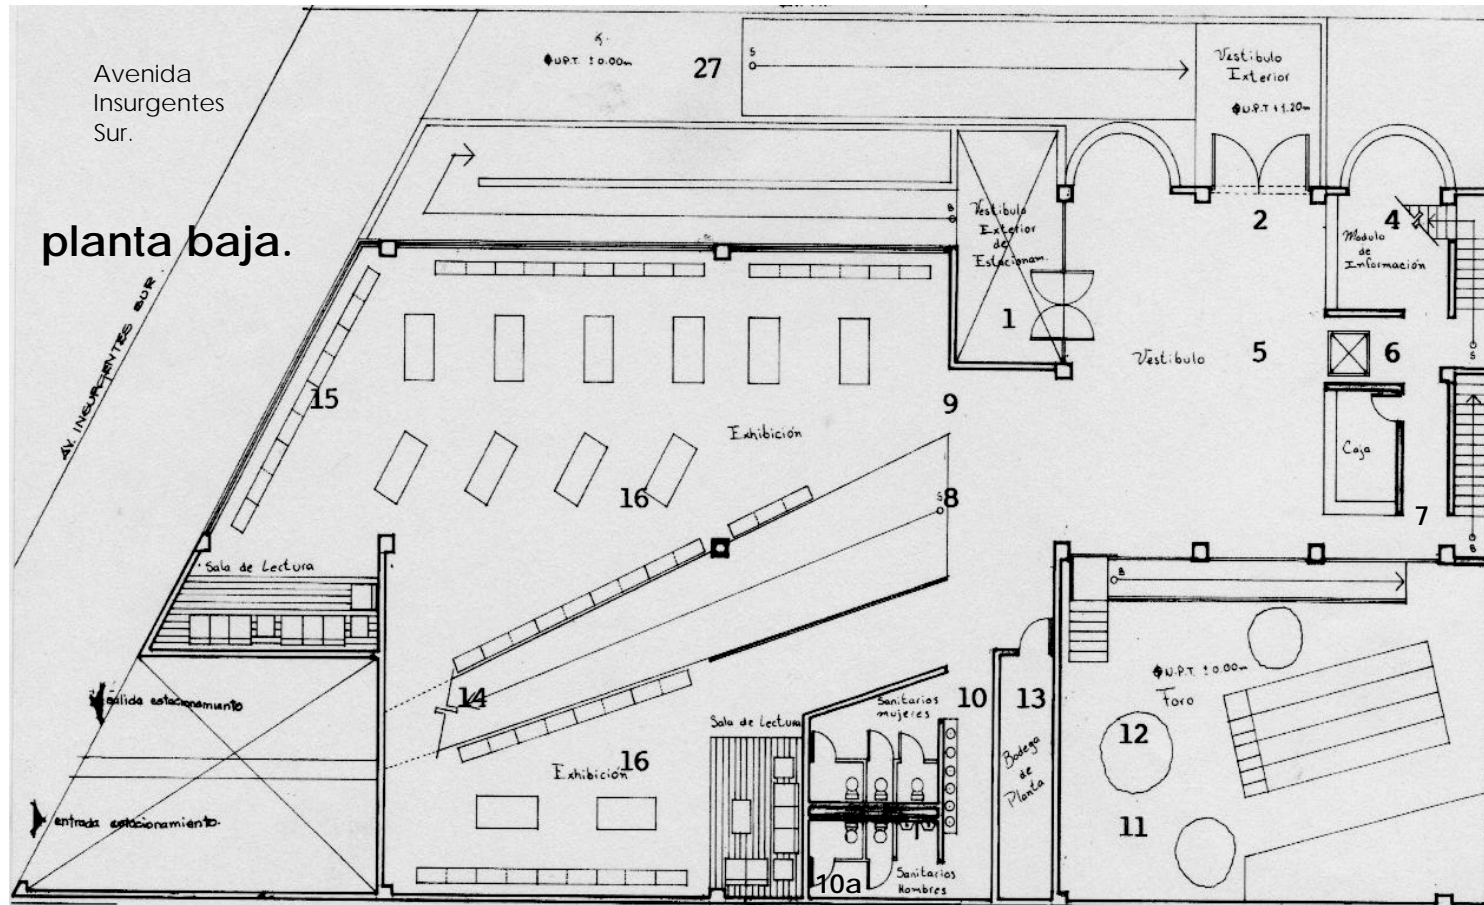 Avenida
Insurgentes
Sur.
planta baja.
AV. INSURGENTES SUR
N.P.T. ±0.00m
27
S
Vestibulo
Exterior
N.P.T. +1.20m
B
Vestibulo
Exterior
de
Estacionam.
1
2
4
Modulo
de
Información
Vestibulo
5
6
S
15
9
Exhibición
16
S
8
Caja
7
B
Sala de Lectura
B
salida estacionamiento
entrada estacionamiento.
14
Exhibición
16
Sala de Lectura
Sanitarios
mujeres
10
13
Bodega
de
Planta
10a
Sanitarios
Hombres
N.P.T. ±0.00m
Foro
12
11